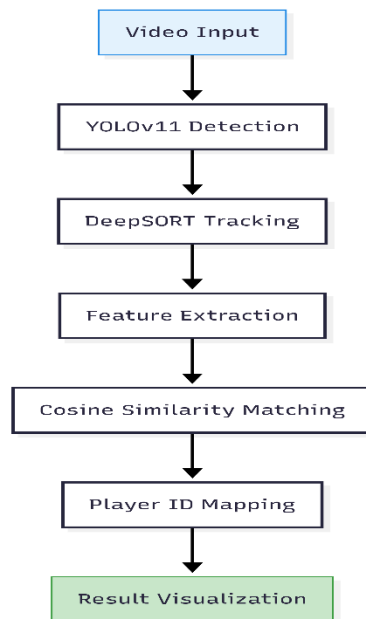 Video Input
YOLOv11 Detection
DeepSORT Tracking
Feature Extraction
Cosine Similarity Matching
Player ID Mapping
Result Visualization